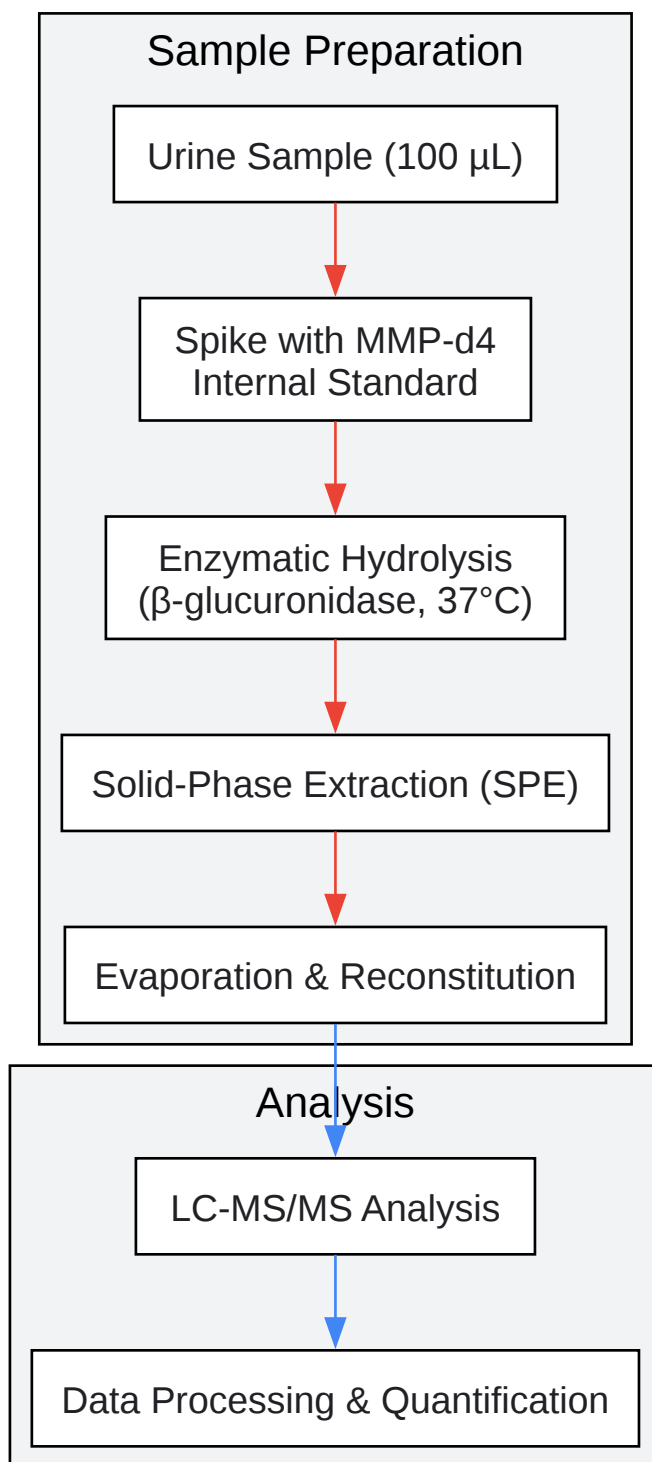 Sample Preparation
Urine Sample (100 µL)
Spike with MMP-d4
Internal Standard
Enzymatic Hydrolysis
(β-glucuronidase, 37°C)
Solid-Phase Extraction (SPE)
Evaporation & Reconstitution
Analysis
LC-MS/MS Analysis
Data Processing & Quantification